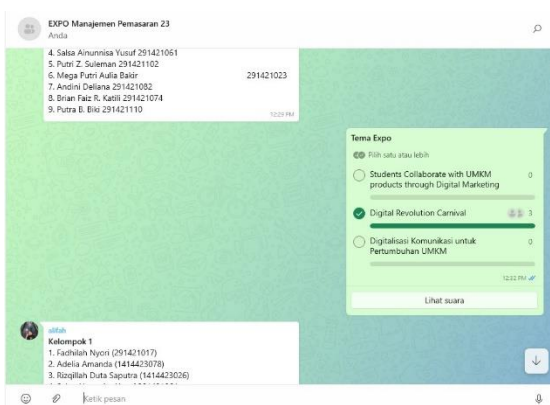 EXPO Manajemen Pemasaran 23
Anda
4. Salsa Ainunnisa Yusuf 291421061
5. Putri Z. Suleman 291421102
6. Mega Putri Aulia Bakir 291421023
7. Andini Deliana 291421082
8. Brian Faiz R. Katili 291421074
9. Putra B. Biki 291421110
12:23 PM
Tema Expo
Pilih satu atau lebih
Students Collaborate with UMKM 0
products through Digital Marketing
Digital Revolution Carnival 3
Digitalisasi Komunikasi untuk 0
Pertumbuhan UMKM
12:32 PM
Lihat suara
alifah
Kelompok 1
1. Fadhilah Nyori (291421017)
2. Adelia Amanda (1414423078)
3. Rizqillah Duta Saputra (1414423026)
Ketik pesan